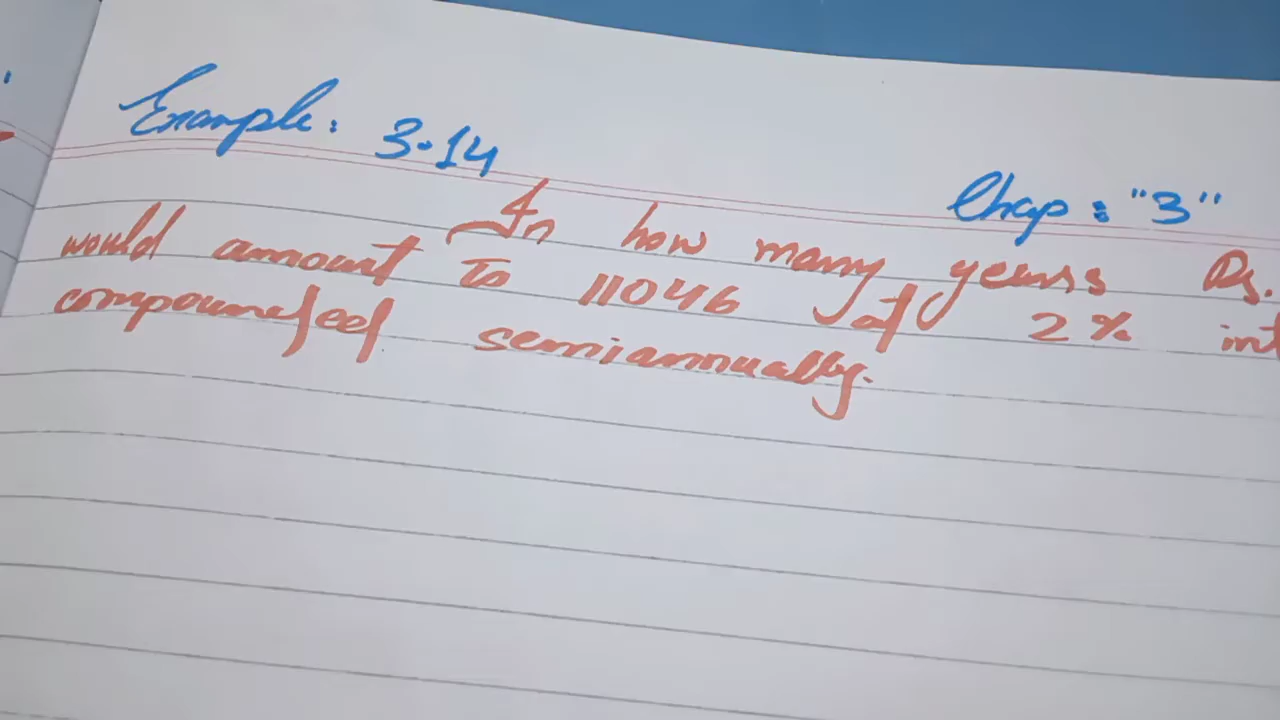 Example: 3.14
Chap: "3"
In how many years Rs.
would amount to 11046 at 2% int
compounded semiannually.